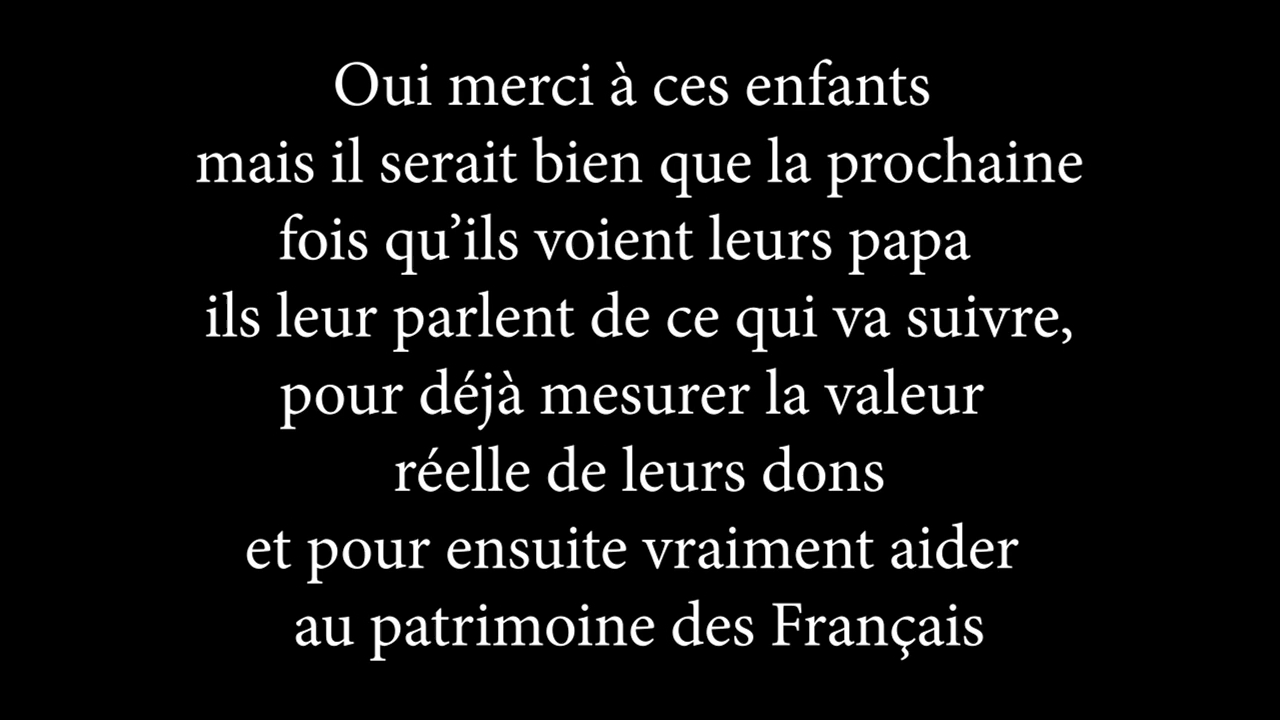 Oui merci à ces enfants
mais il serait bien que la prochaine
fois qu’ils voient leurs papa
ils leur parlent de ce qui va suivre,
pour déjà mesurer la valeur
réelle de leurs dons
et pour ensuite vraiment aider
au patrimoine des Français